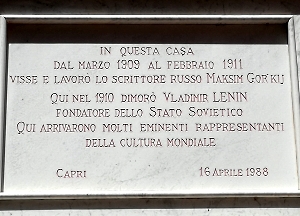 IN QUESTA CASA
DAL MARZO 1909 AL FEBBRAIO 1911
VISSE E LAVORÒ LO SCRITTORE RUSSO MAKSIM GOR'KIJ
QUI NEL 1910 DIMORÒ VLADIMIR LENIN
FONDATORE DELLO STATO SOVIETICO
QUI ARRIVARONO MOLTI EMINENTI RAPPRESENTANTI
DELLA CULTURA MONDIALE
CAPRI 16 APRILE 1988